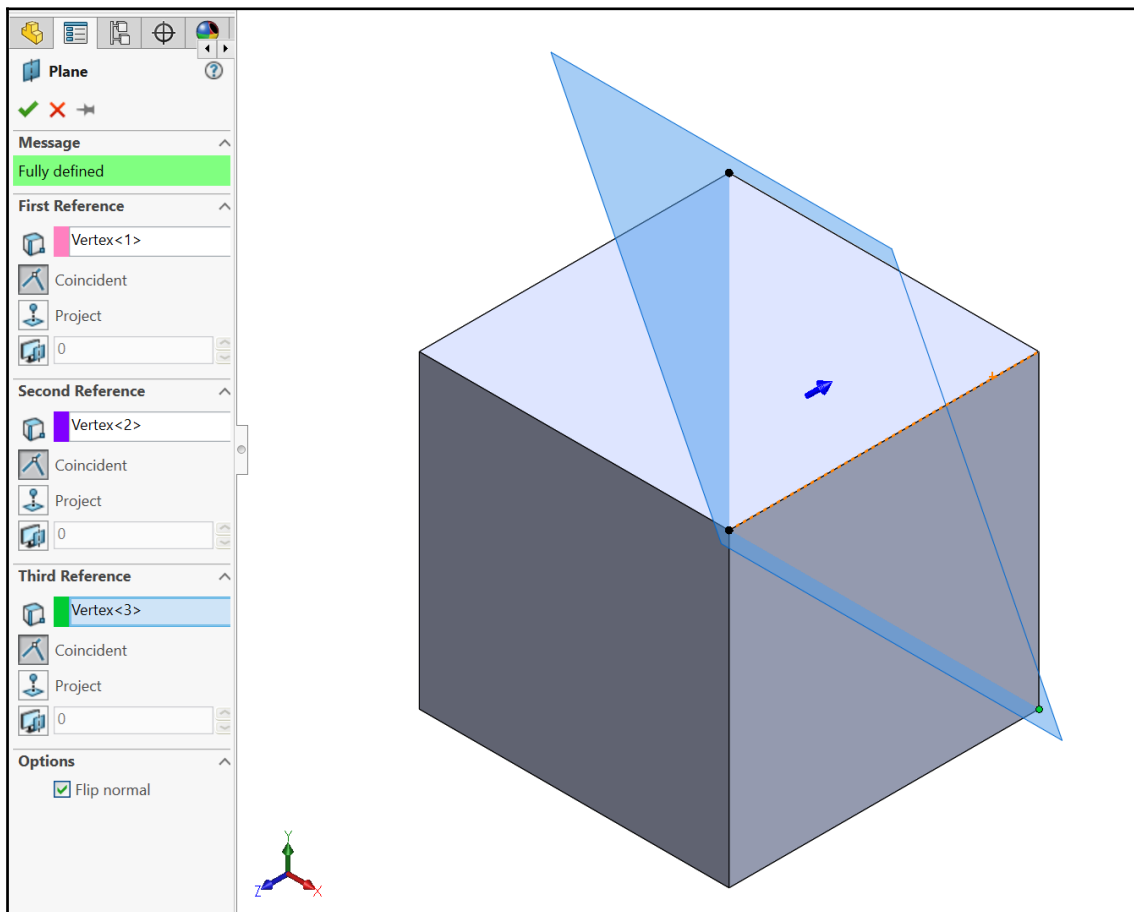 Plane
?
Message
Fully defined
First Reference
Vertex<1>
Coincident
Project
0
Second Reference
Vertex<2>
Coincident
Project
0
Third Reference
Vertex<3>
Coincident
Project
0
Options
Flip normal
Y
Z X